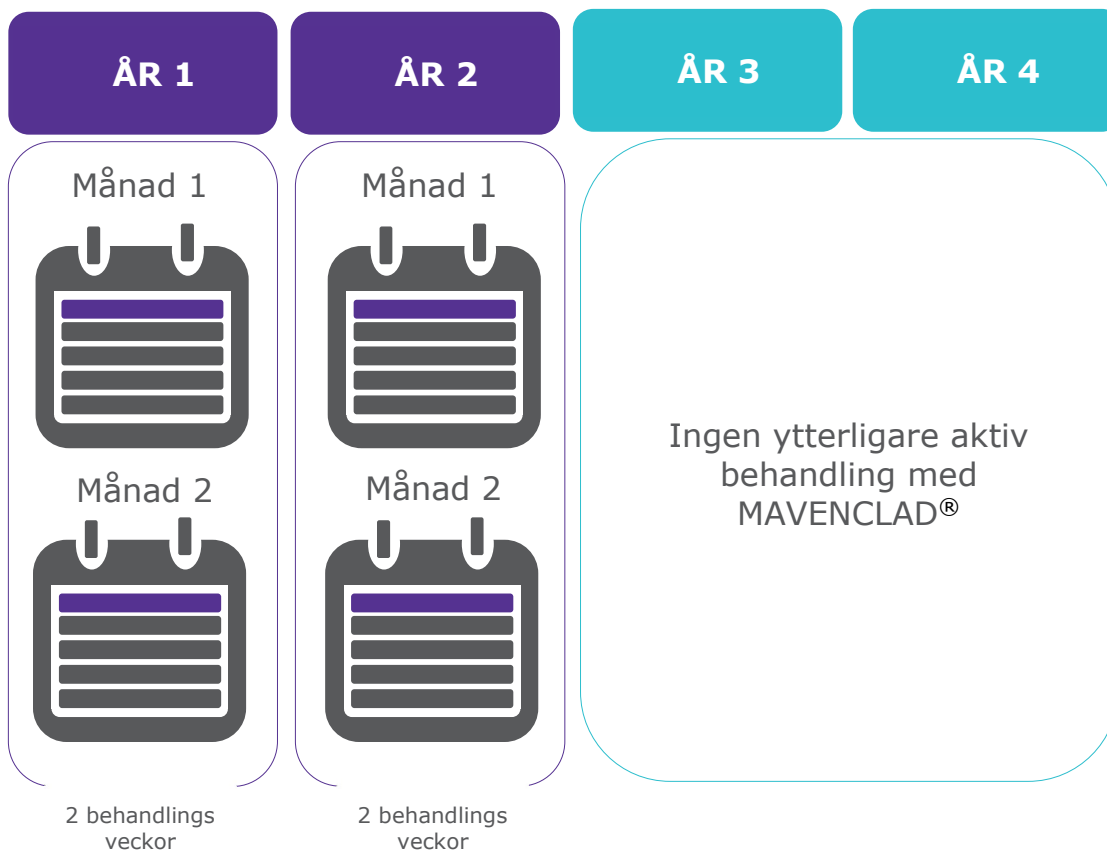 ÅR 1
ÅR 2
ÅR 3
ÅR 4
Månad 1
Månad 2
2 behandlings
veckor
Månad 1
Månad 2
2 behandlings
veckor
Ingen ytterligare aktiv
behandling med
MAVENCLAD®